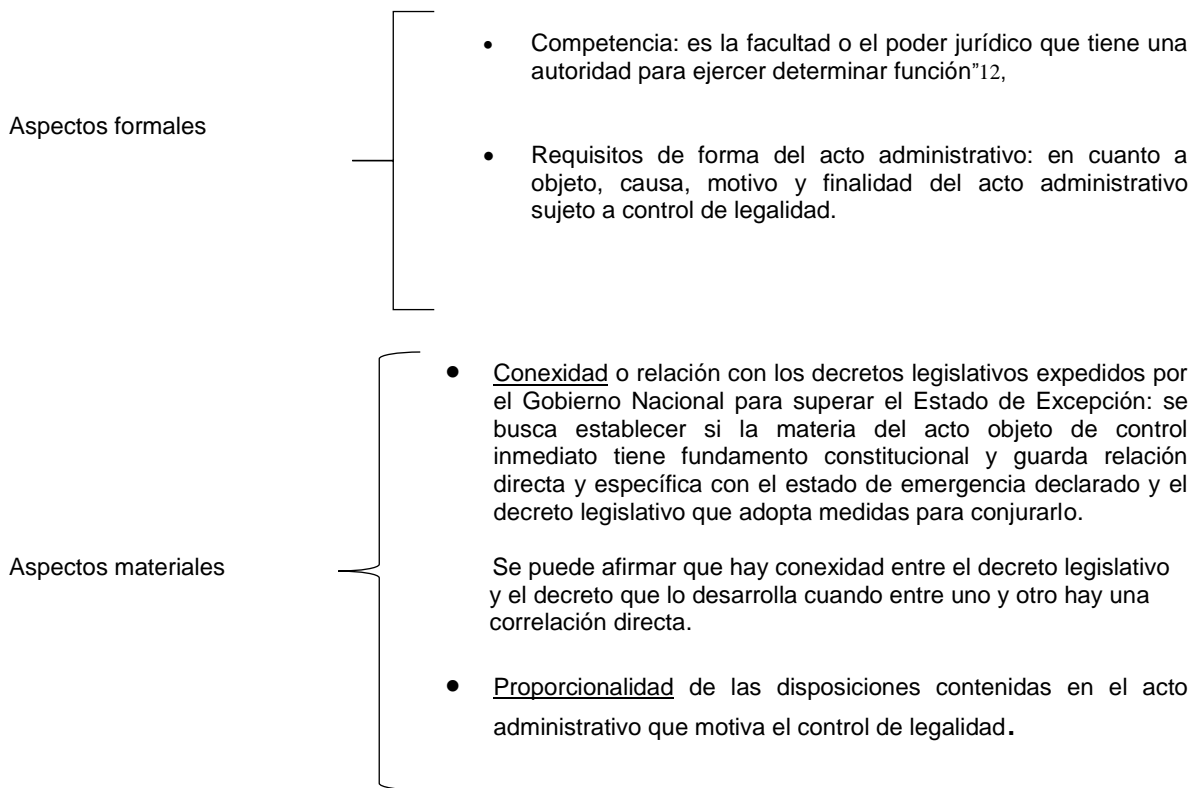 Aspectos formales
• Competencia: es la facultad o el poder jurídico que tiene una
autoridad para ejercer determinar función”12,
• Requisitos de forma del acto administrativo: en cuanto a
objeto, causa, motivo y finalidad del acto administrativo
sujeto a control de legalidad.
Aspectos materiales
• Conexidad o relación con los decretos legislativos expedidos por
el Gobierno Nacional para superar el Estado de Excepción: se
busca establecer si la materia del acto objeto de control
inmediato tiene fundamento constitucional y guarda relación
directa y específica con el estado de emergencia declarado y el
decreto legislativo que adopta medidas para conjurarlo.
Se puede afirmar que hay conexidad entre el decreto legislativo
y el decreto que lo desarrolla cuando entre uno y otro hay una
correlación directa.
• Proporcionalidad de las disposiciones contenidas en el acto
administrativo que motiva el control de legalidad.